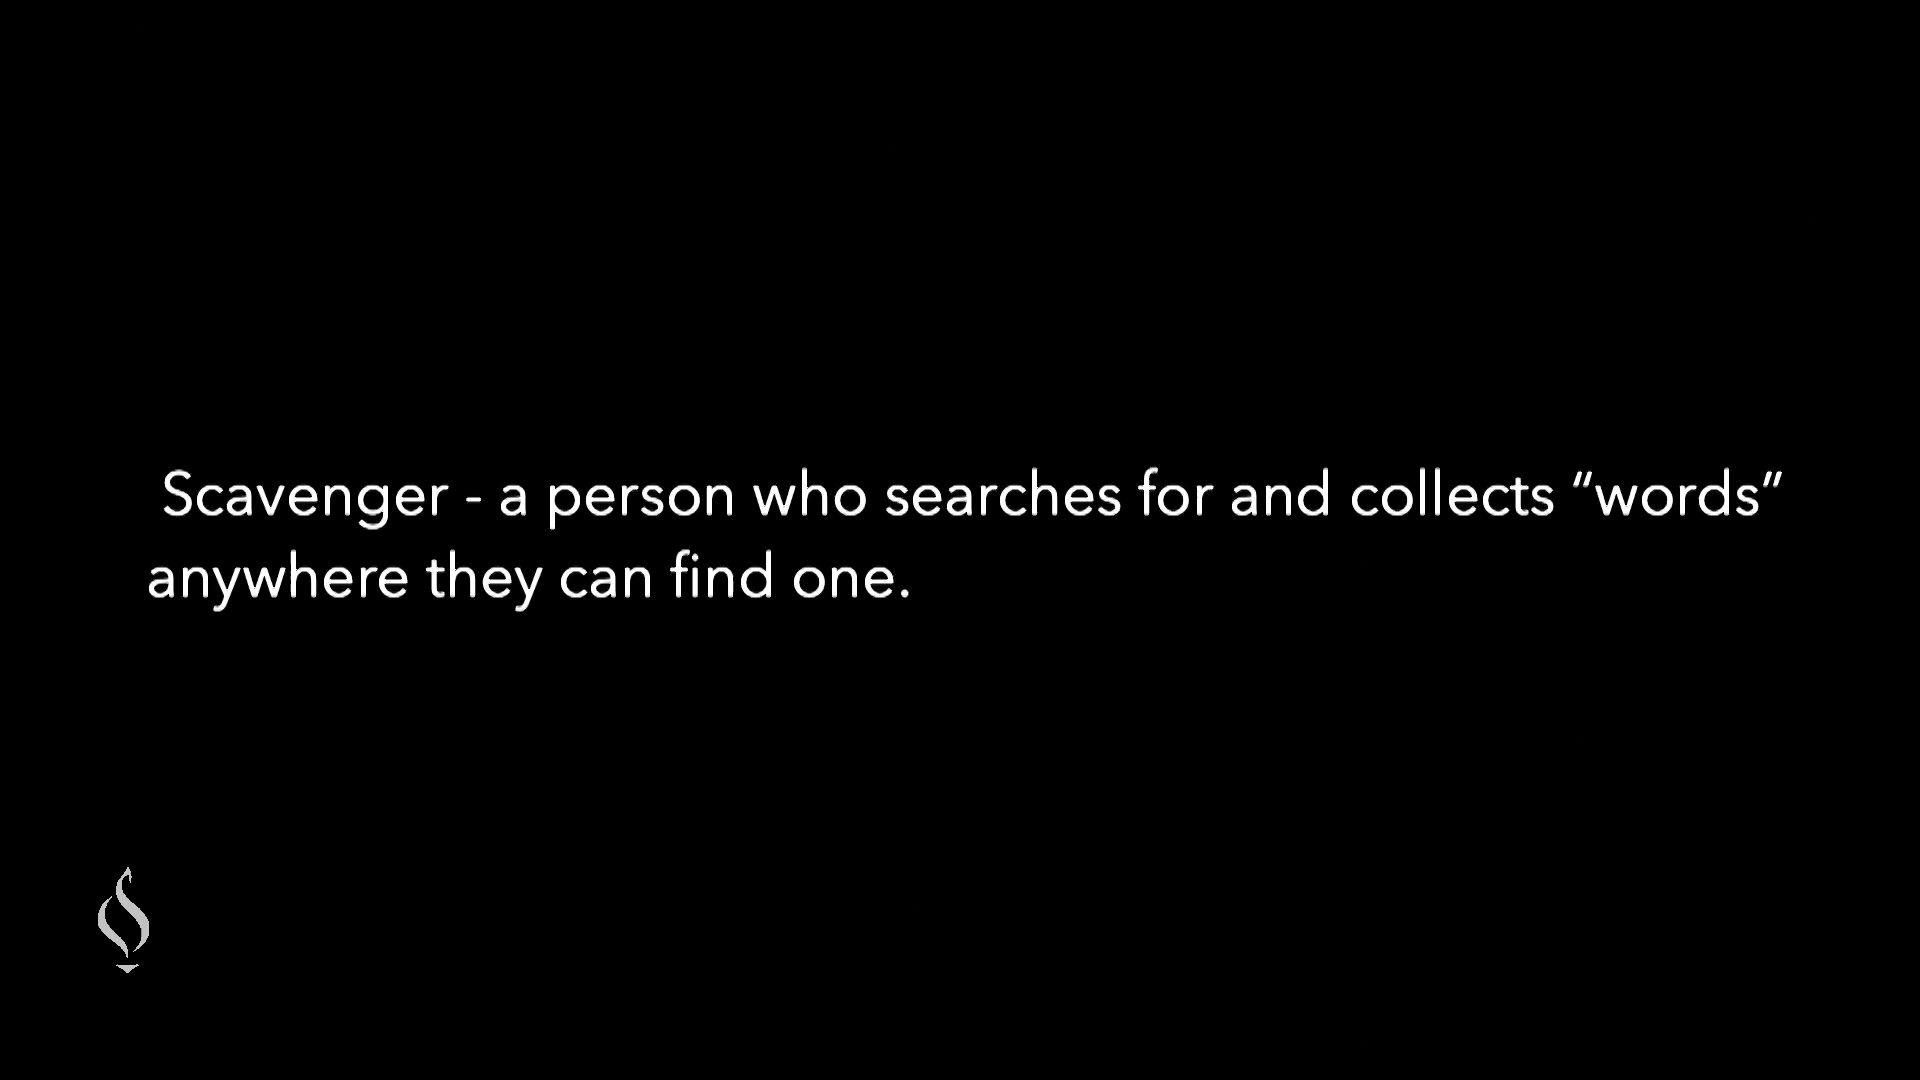 Scavenger - a person who searches for and collects “words”
anywhere they can find one.